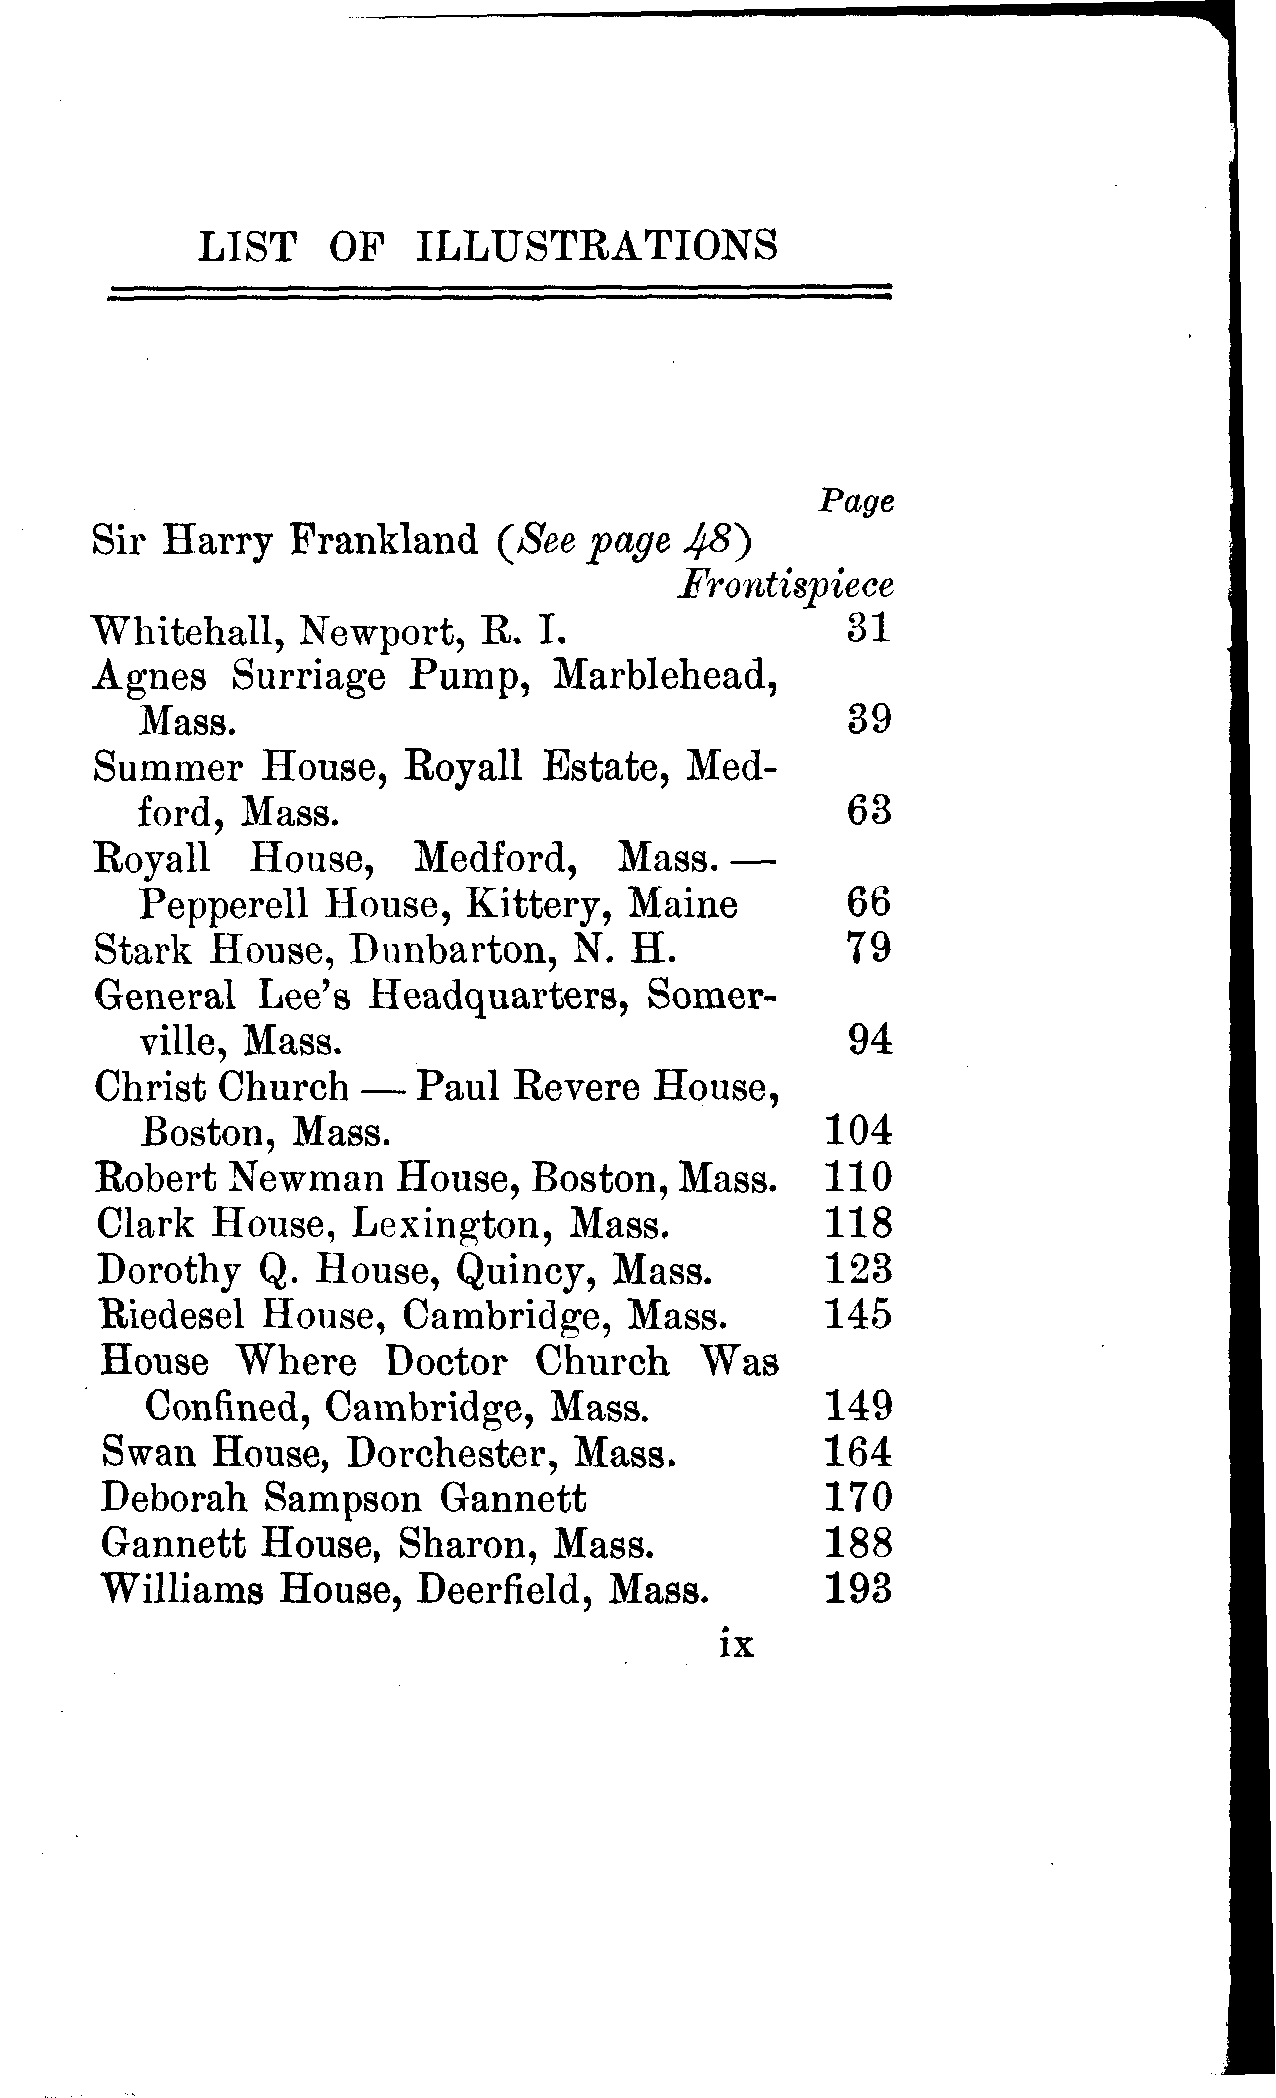 LIST OF ILLUSTRATIONS
Page
Sir Harry Frankland (See page 48)
Frontispiece
Whitehall, Newport, R. I. 31
Agnes Surriage Pump, Marblehead,
Mass. 39
Summer House, Royall Estate, Med-
ford, Mass. 63
Royall House, Medford, Mass. —
Pepperell House, Kittery, Maine 66
Stark House, Dunbarton, N. H. 79
General Lee's Headquarters, Somer-
ville, Mass. 94
Christ Church — Paul Revere House,
Boston, Mass. 104
Robert Newman House, Boston, Mass. 110
Clark House, Lexington, Mass. 118
Dorothy Q. House, Quincy, Mass. 123
Riedesel House, Cambridge, Mass. 145
House Where Doctor Church Was
Confined, Cambridge, Mass. 149
Swan House, Dorchester, Mass. 164
Deborah Sampson Gannett 170
Gannett House, Sharon, Mass. 188
Williams House, Deerfield, Mass. 193
ix